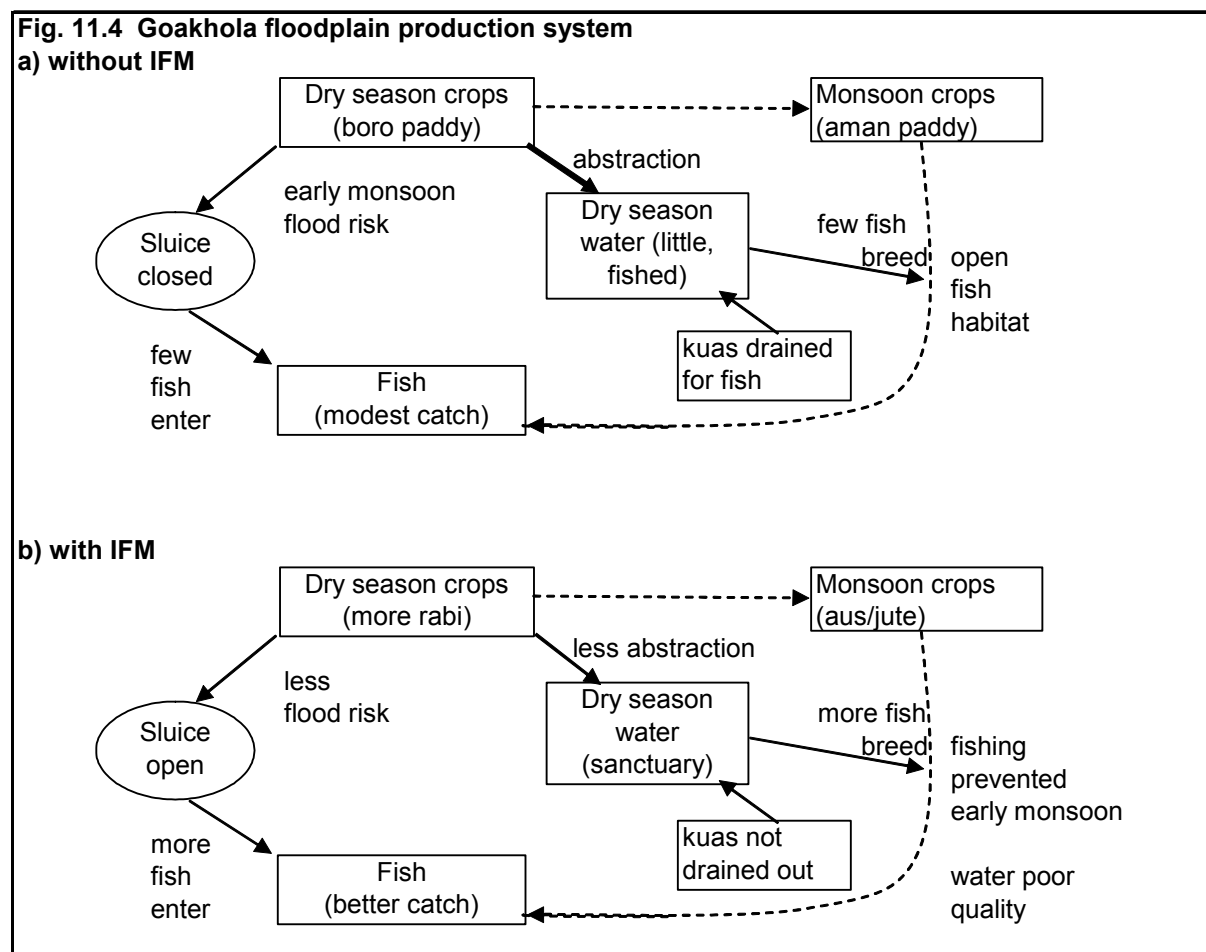 Fig. 11.4 Goakhola floodplain production system
a) without IFM
Dry season crops
(boro paddy)
Monsoon crops
(aman paddy)
abstraction
early monsoon
flood risk
Sluice
closed
Dry season
water (little,
fished)
few fish
breed
open
fish
habitat
kuas drained
for fish
few
fish
enter
Fish
(modest catch)
b) with IFM
Dry season crops
(more rabi)
Monsoon crops
(aus/jute)
less abstraction
less
flood risk
Sluice
open
Dry season
water
(sanctuary)
more fish
breed
fishing
prevented
early monsoon
kuas not
drained out
more
fish
enter
Fish
(better catch)
water poor
quality